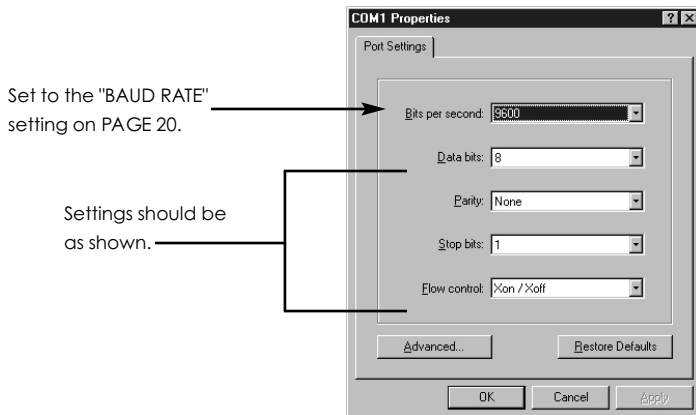 COM1 Properties
Port Settings
Set to the "BAUD RATE"
setting on PAGE 20.
Bits per second: 9600
Data bits: 8
Parity: None
Settings should be
as shown.
Stop bits: 1
Flow control: Xon / Xoff
Advanced... Restore Defaults
OK Cancel Apply